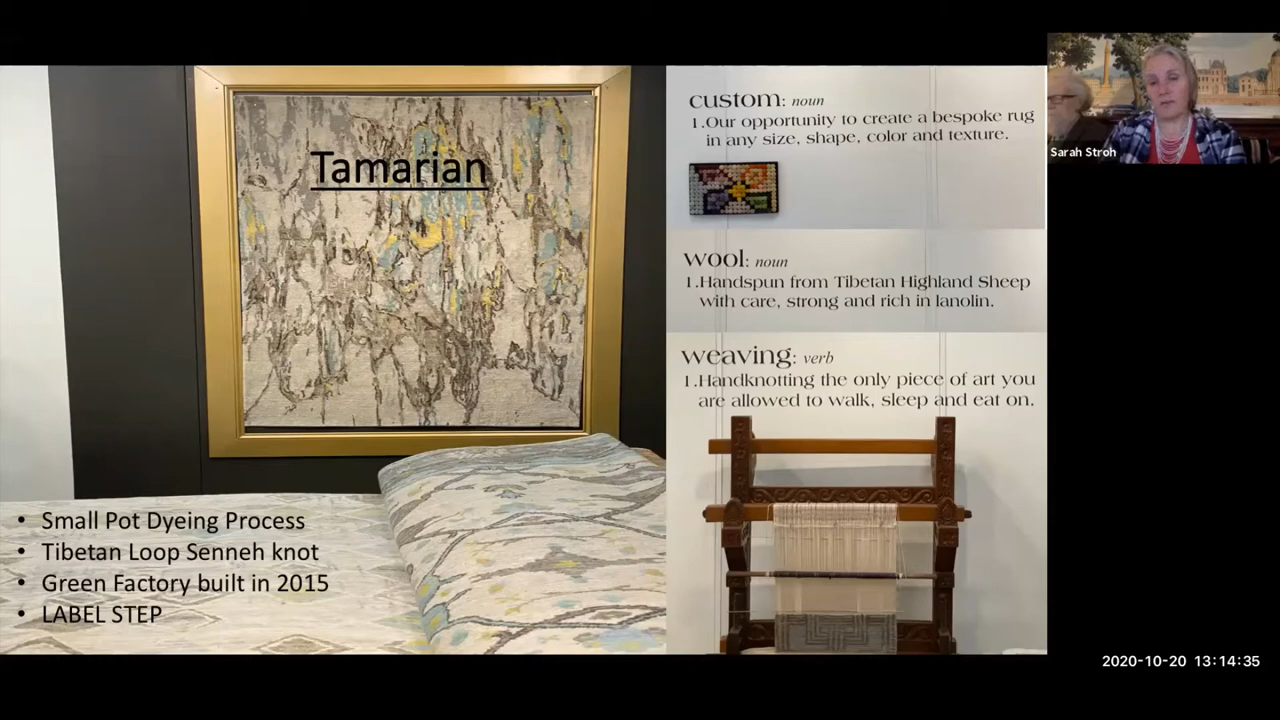 Tamarian
• Small Pot Dyeing Process
• Tibetan Loop Senneh knot
• Green Factory built in 2015
• LABEL STEP
custom: noun
1.Our opportunity to create a bespoke rug
in any size, shape, color and texture.
wool: noun
1.Handspun from Tibetan Highland Sheep
with care, strong and rich in lanolin.
weaving: verb
1.Handknotting the only piece of art you
are allowed to walk, sleep and eat on.
Sarah Stroh
2020-10-20 13:14:35